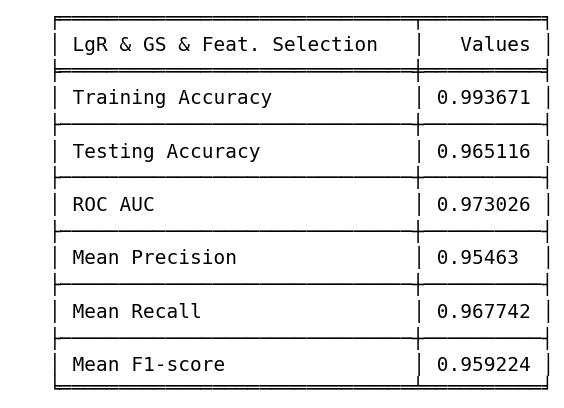 LgR & GS & Feat. Selection Values
Training Accuracy 0.993671
Testing Accuracy 0.965116
ROC AUC 0.973026
Mean Precision 0.95463
Mean Recall 0.967742
Mean F1-score 0.959224